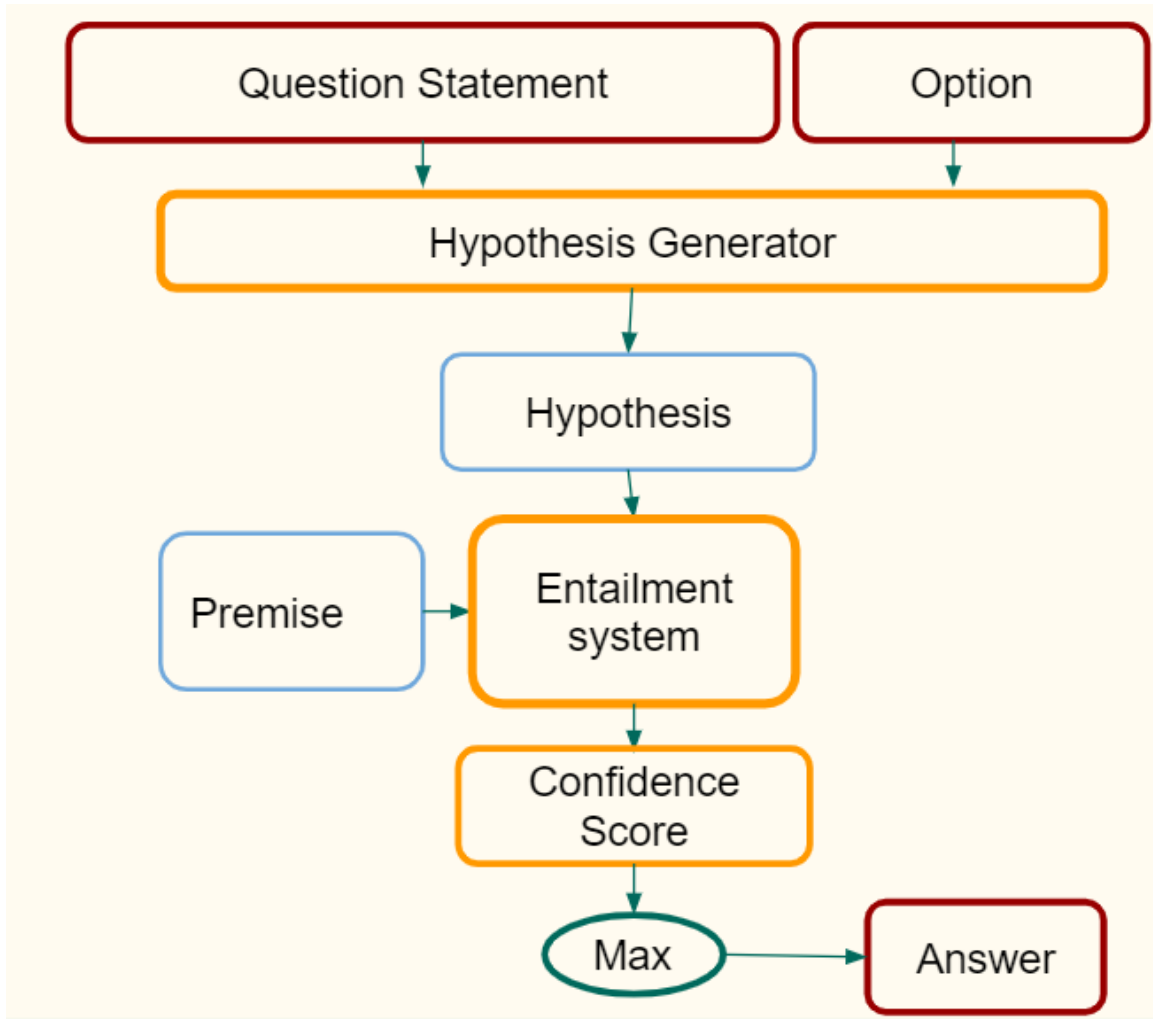 Question Statement
Option
Hypothesis Generator
Hypothesis
Premise
Entailment
system
Confidence
Score
Max
Answer